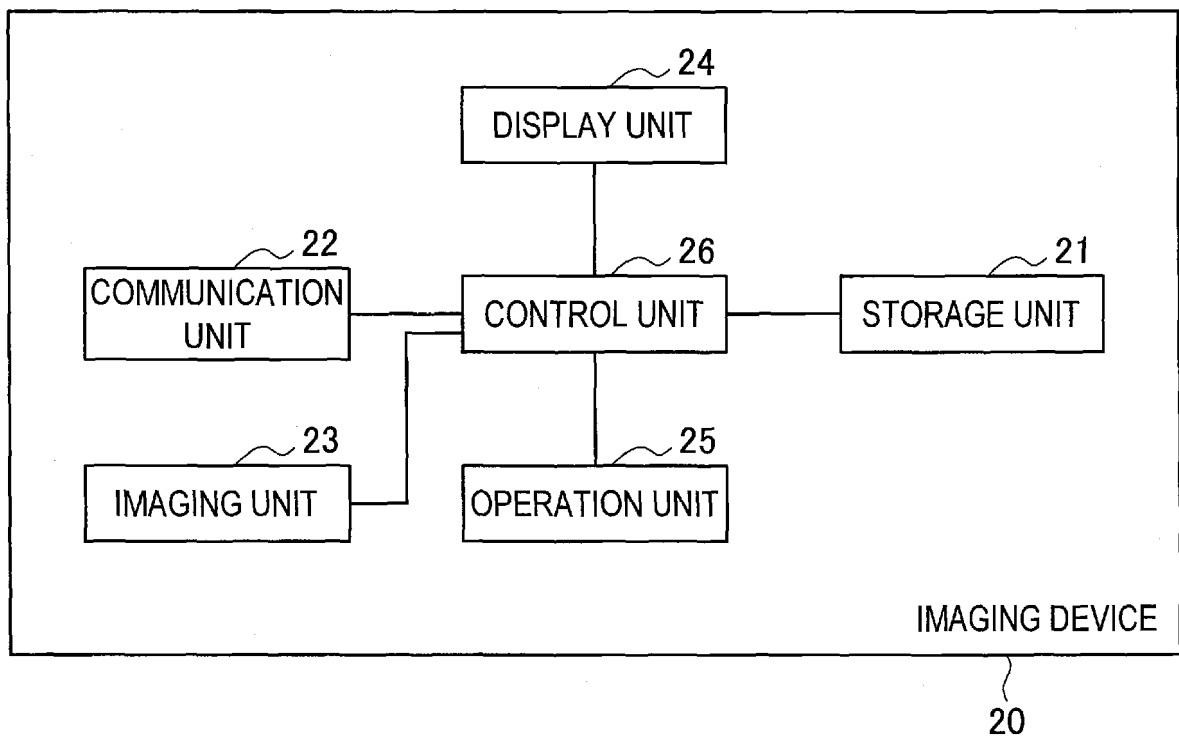 24
DISPLAY UNIT
22
COMMUNICATION
UNIT
26
CONTROL UNIT
21
STORAGE UNIT
23
IMAGING UNIT
25
OPERATION UNIT
IMAGING DEVICE
20